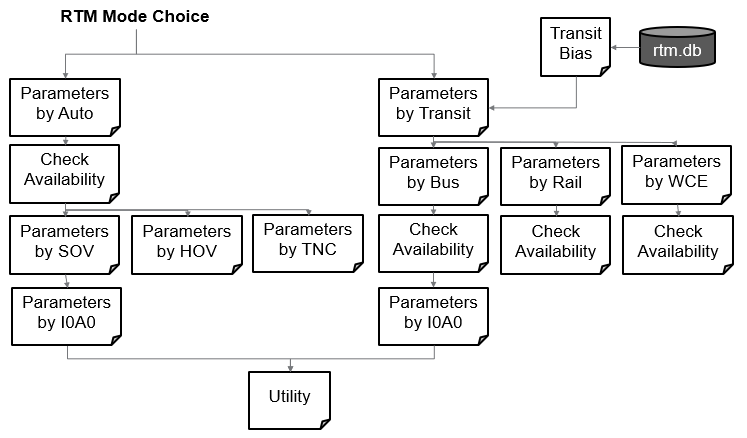 RTM Mode Choice
Transit
Bias
rtm.db
Parameters
by Auto
Parameters
by Transit
Check
Availability
Parameters
by Bus
Parameters
by Rail
Parameters
by WCE
Parameters
by SOV
Parameters
by HOV
Parameters
by TNC
Check
Availability
Check
Availability
Check
Availability
Parameters
by I0A0
Parameters
by I0A0
Utility